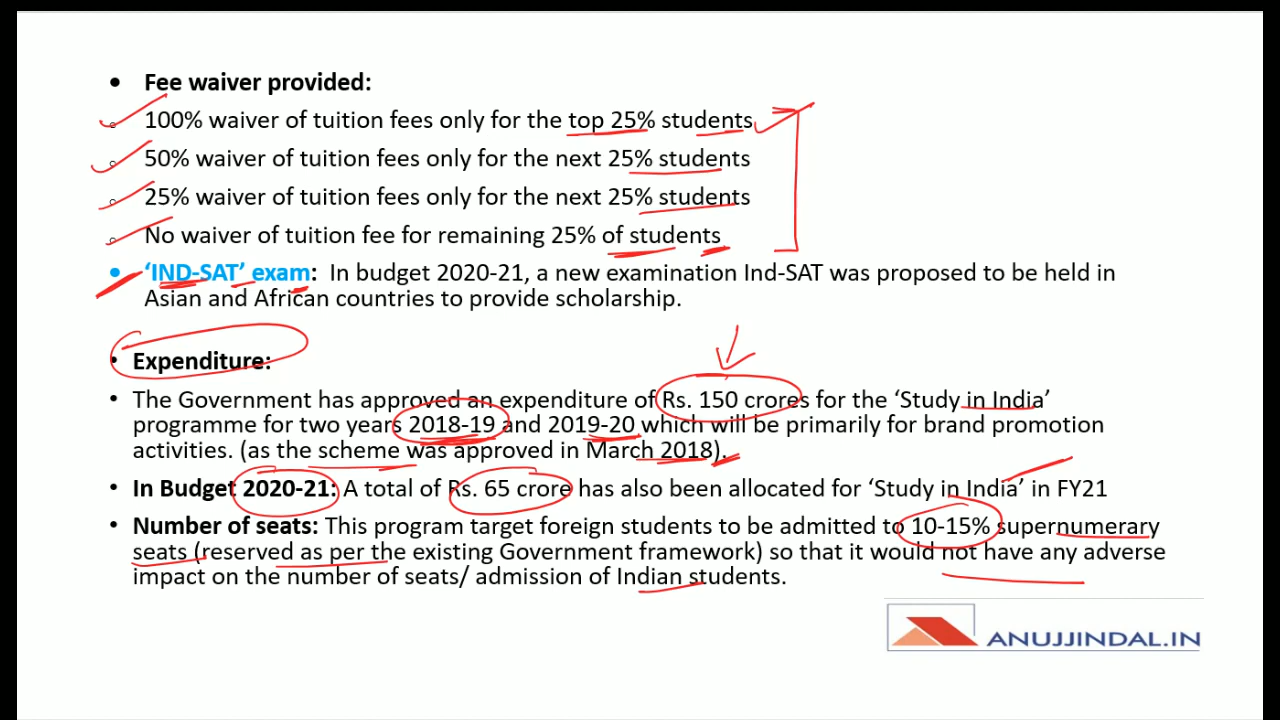 • Fee waiver provided:
○ 100% waiver of tuition fees only for the top 25% students
○ 50% waiver of tuition fees only for the next 25% students
○ 25% waiver of tuition fees only for the next 25% students
○ No waiver of tuition fee for remaining 25% of students
• ‘IND-SAT’ exam: In budget 2020-21, a new examination Ind-SAT was proposed to be held in
Asian and African countries to provide scholarship.
• Expenditure:
• The Government has approved an expenditure of Rs. 150 crores for the ‘Study in India’
programme for two years 2018-19 and 2019-20 which will be primarily for brand promotion
activities. (as the scheme was approved in March 2018).
• In Budget 2020-21: A total of Rs. 65 crore has also been allocated for ‘Study in India’ in FY21
• Number of seats: This program target foreign students to be admitted to 10-15% supernumerary
seats (reserved as per the existing Government framework) so that it would not have any adverse
impact on the number of seats/ admission of Indian students.
ANUJJINDAL.IN